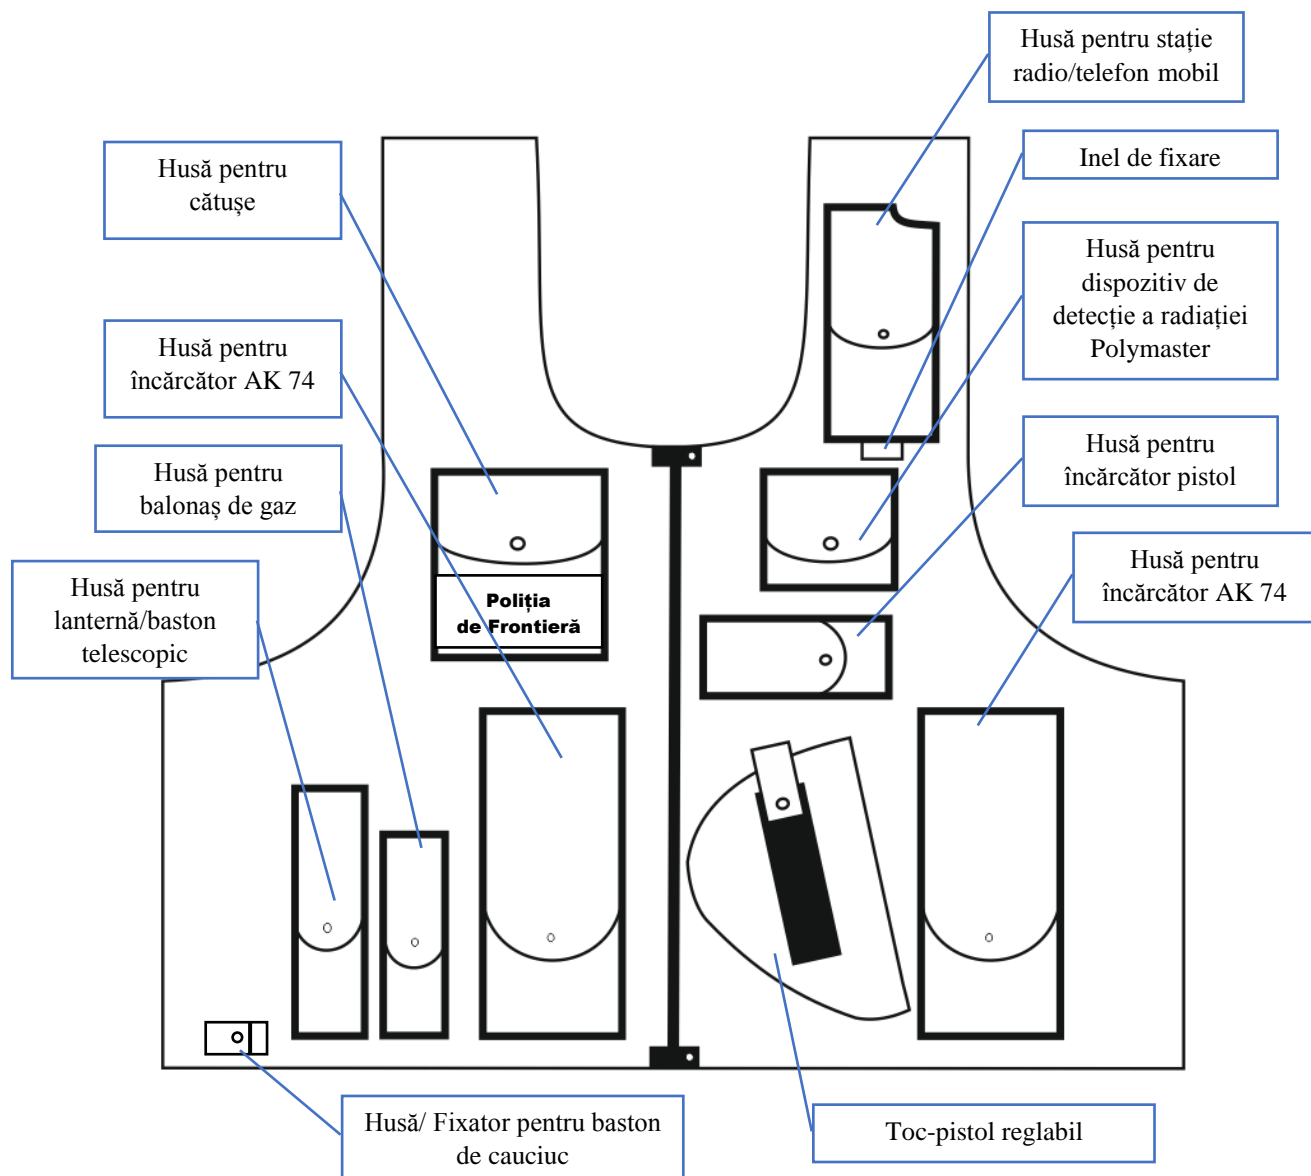 Husă pentru stație
radio/telefon mobil
Inel de fixare
Husă pentru
cătușe
Husă pentru
dispozitiv de
detecție a radiației
Polymaster
Husă pentru
încărcător AK 74
Husă pentru
încărcător pistol
Husă pentru
balonaș de gaz
Husă pentru
încărcător AK 74
Husă pentru
lanternă/baston
telescopic
Poliția
de Frontieră
Husă/ Fixator pentru baston
de cauciuc
Toc-pistol reglabil